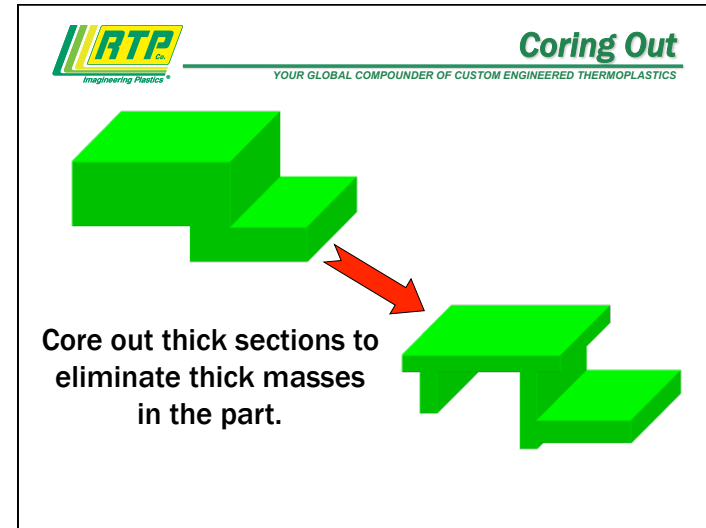 RTP
Co.
Imagineering Plastics ®
Coring Out
YOUR GLOBAL COMPOUNDER OF CUSTOM ENGINEERED THERMOPLASTICS
Core out thick sections to
eliminate thick masses
in the part.